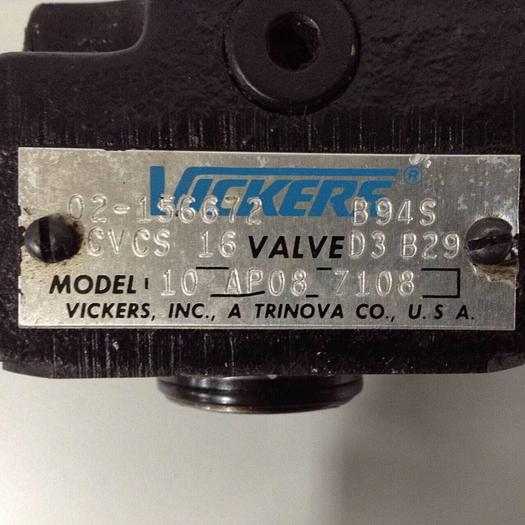 VICKERS®
02-156672 B94S
CVCS 16 VALVE D3 B29
MODEL 10 AP08 7108
VICKERS, INC., A TRINOVA CO., U. S. A.